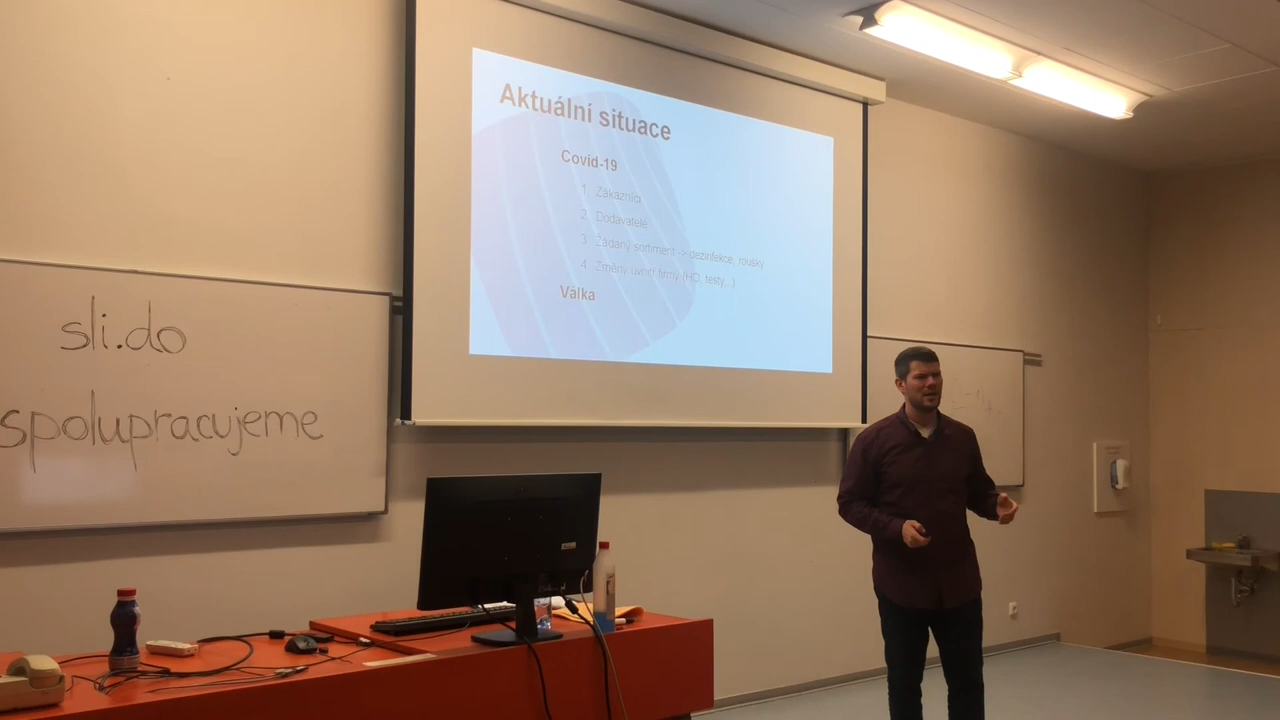 Aktuální situace
Covid-19
1. Zákazníci
2. Dodavatelé
3. Žádaný sortiment -> dezinfekce, roušky
4. Změny uvnitř firmy (HO, testy,..)
Válka
sli.do
spolupracujeme